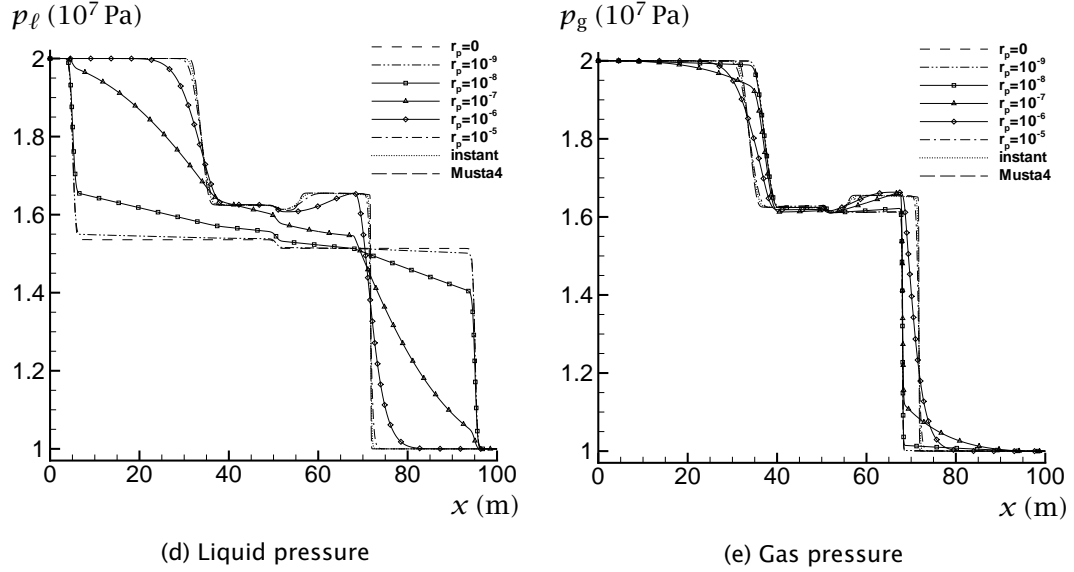 p_ℓ (10⁷ Pa)
2
1.8
1.6
1.4
1.2
1
0
20
40
60
80
100
x (m)
r_p=0
r_p=10⁻⁹
r_p=10⁻⁸
r_p=10⁻⁷
r_p=10⁻⁶
r_p=10⁻⁵
instant
Musta4
(d) Liquid pressure
p_g (10⁷ Pa)
2
1.8
1.6
1.4
1.2
1
0
20
40
60
80
100
x (m)
r_p=0
r_p=10⁻⁹
r_p=10⁻⁸
r_p=10⁻⁷
r_p=10⁻⁶
r_p=10⁻⁵
instant
Musta4
(e) Gas pressure